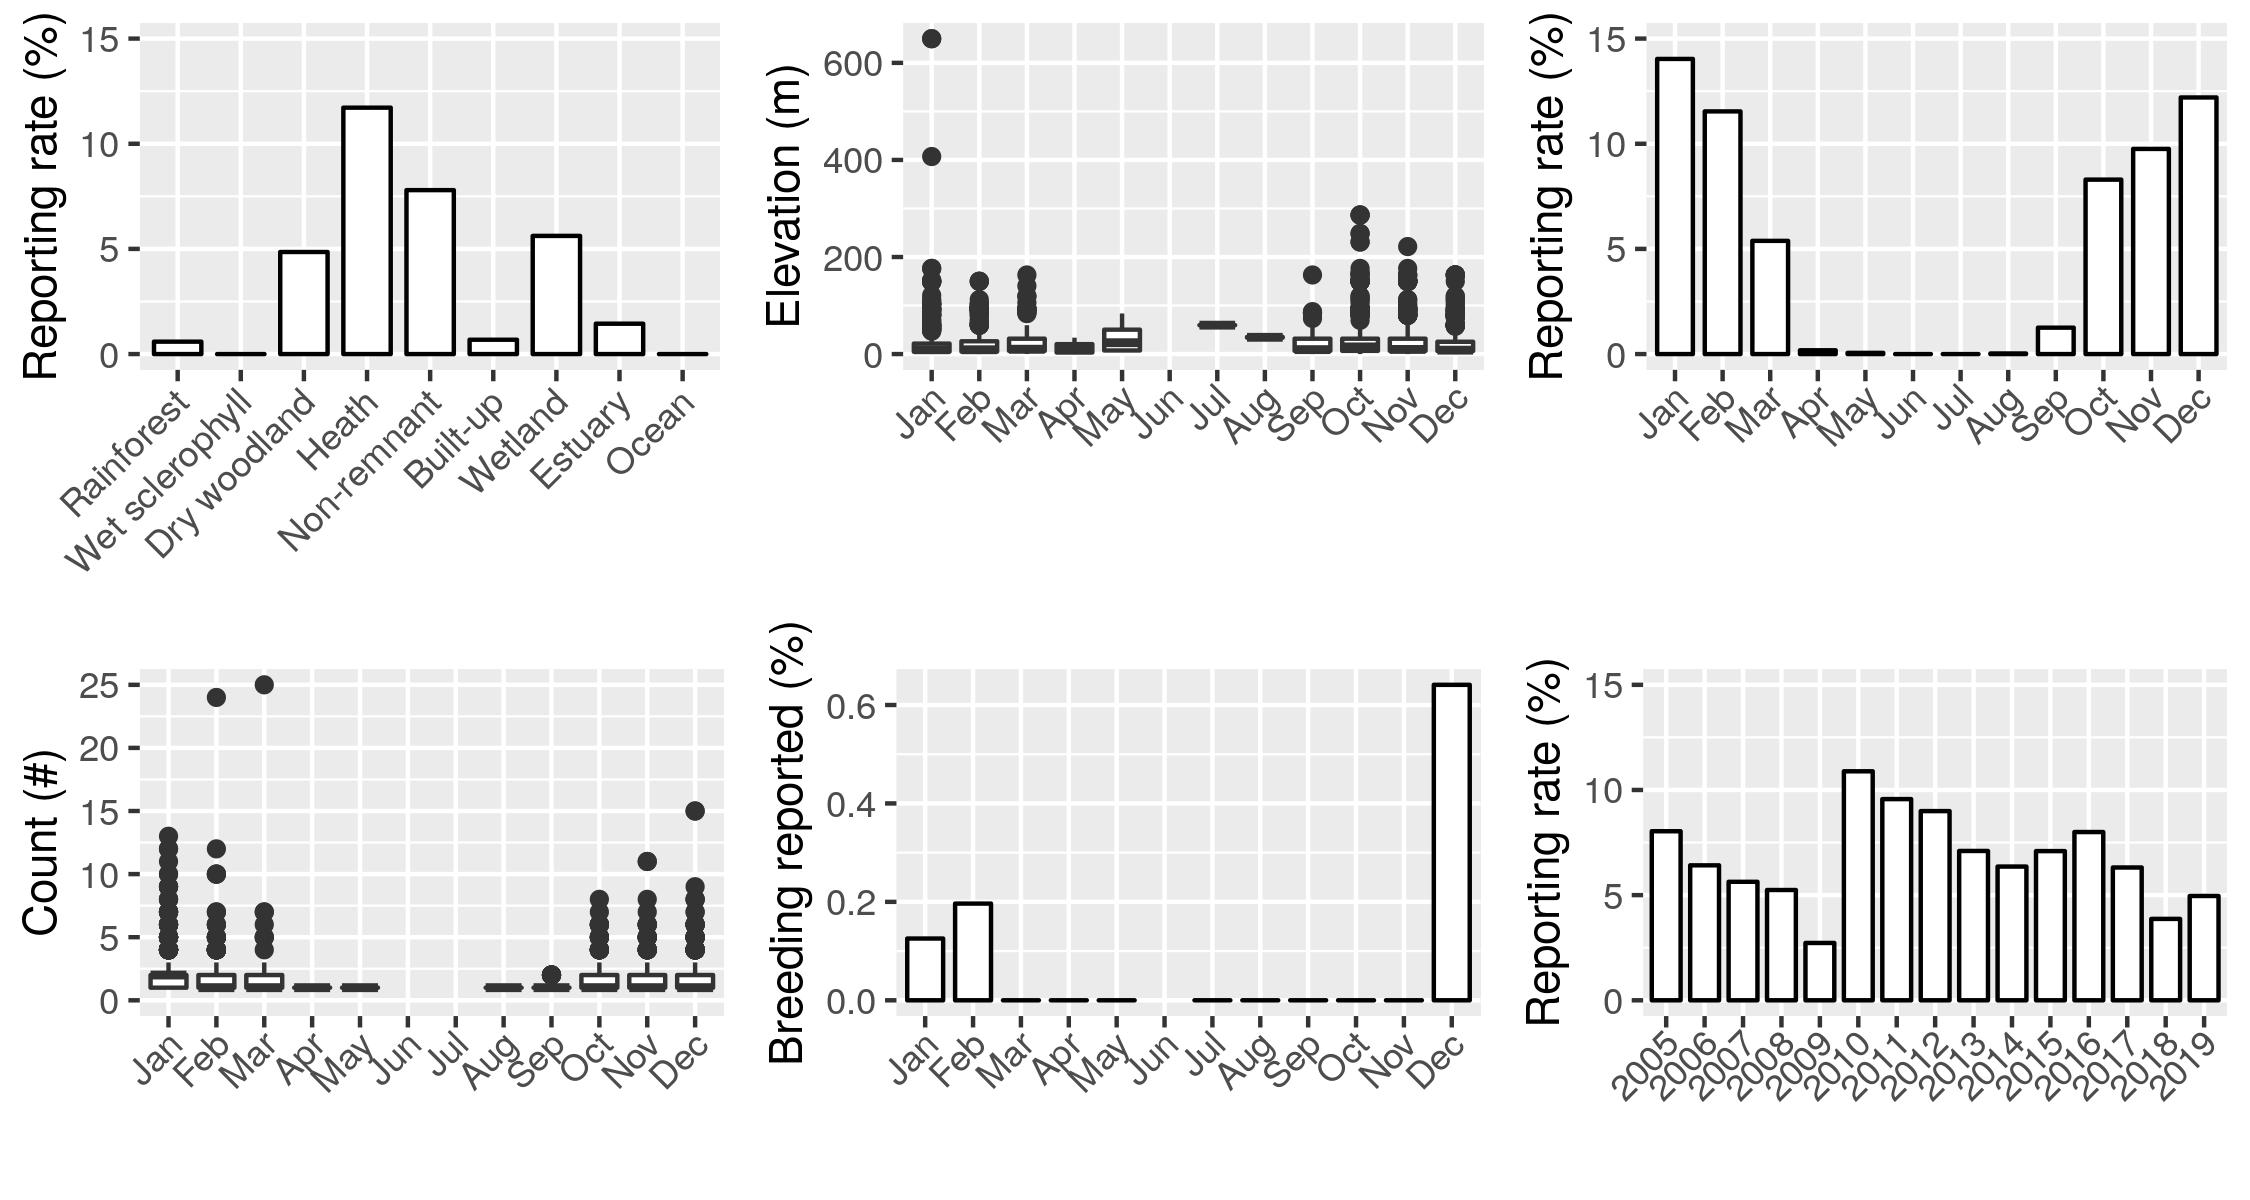 Reporting rate (%)
15
10
5
0
Rainforest
Wet sclerophyll
Dry woodland
Heath
Non-remnant
Built-up
Wetland
Estuary
Ocean
Elevation (m)
600
400
200
0
Jan
Feb
Mar
Apr
May
Jun
Jul
Aug
Sep
Oct
Nov
Dec
Reporting rate (%)
15
10
5
0
Jan
Feb
Mar
Apr
May
Jun
Jul
Aug
Sep
Oct
Nov
Dec
Count (#)
25
20
15
10
5
0
Jan
Feb
Mar
Apr
May
Jun
Jul
Aug
Sep
Oct
Nov
Dec
Breeding reported (%)
0.6
0.4
0.2
0.0
Jan
Feb
Mar
Apr
May
Jun
Jul
Aug
Sep
Oct
Nov
Dec
Reporting rate (%)
15
10
5
0
2005
2006
2007
2008
2009
2010
2011
2012
2013
2014
2015
2016
2017
2018
2019